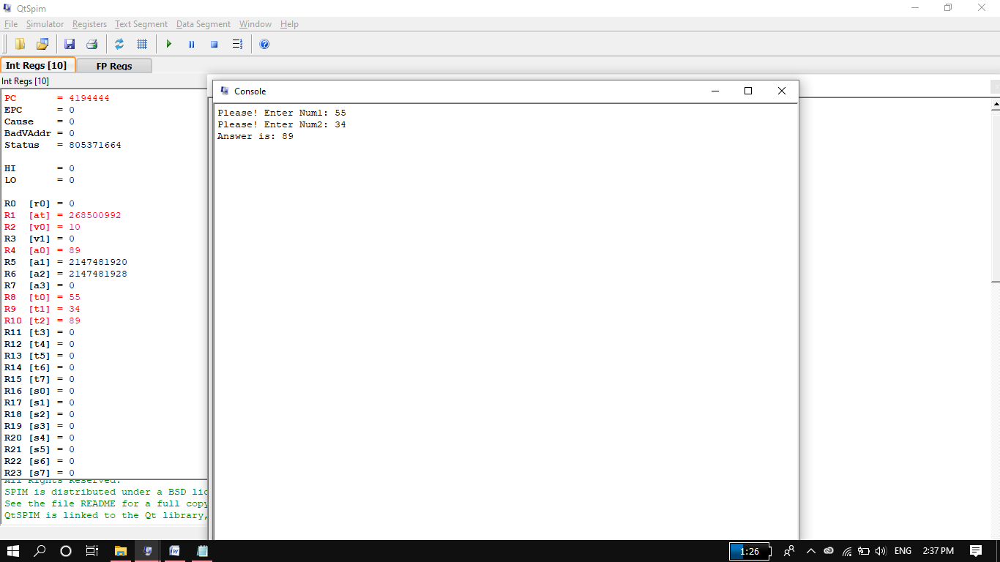 QtSpim
File Simulator Registers Text Segment Data Segment Window Help
Int Regs [10] FP Regs
Int Regs [10]
PC = 4194444
EPC = 0
Cause = 0
BadVAddr = 0
Status = 805371664
HI = 0
LO = 0
R0 [r0] = 0
R1 [at] = 268500992
R2 [v0] = 10
R3 [v1] = 0
R4 [a0] = 89
R5 [a1] = 2147481920
R6 [a2] = 2147481928
R7 [a3] = 0
R8 [t0] = 55
R9 [t1] = 34
R10 [t2] = 89
R11 [t3] = 0
R12 [t4] = 0
R13 [t5] = 0
R14 [t6] = 0
R15 [t7] = 0
R16 [s0] = 0
R17 [s1] = 0
R18 [s2] = 0
R19 [s3] = 0
R20 [s4] = 0
R21 [s5] = 0
R22 [s6] = 0
R23 [s7] = 0
All Rights Reserved.
SPIM is distributed under a BSD lic
See the file README for a full copy
QtSPIM is linked to the Qt library,
Console
Please! Enter Num1: 55
Please! Enter Num2: 34
Answer is: 89
1:26 ENG 2:37 PM